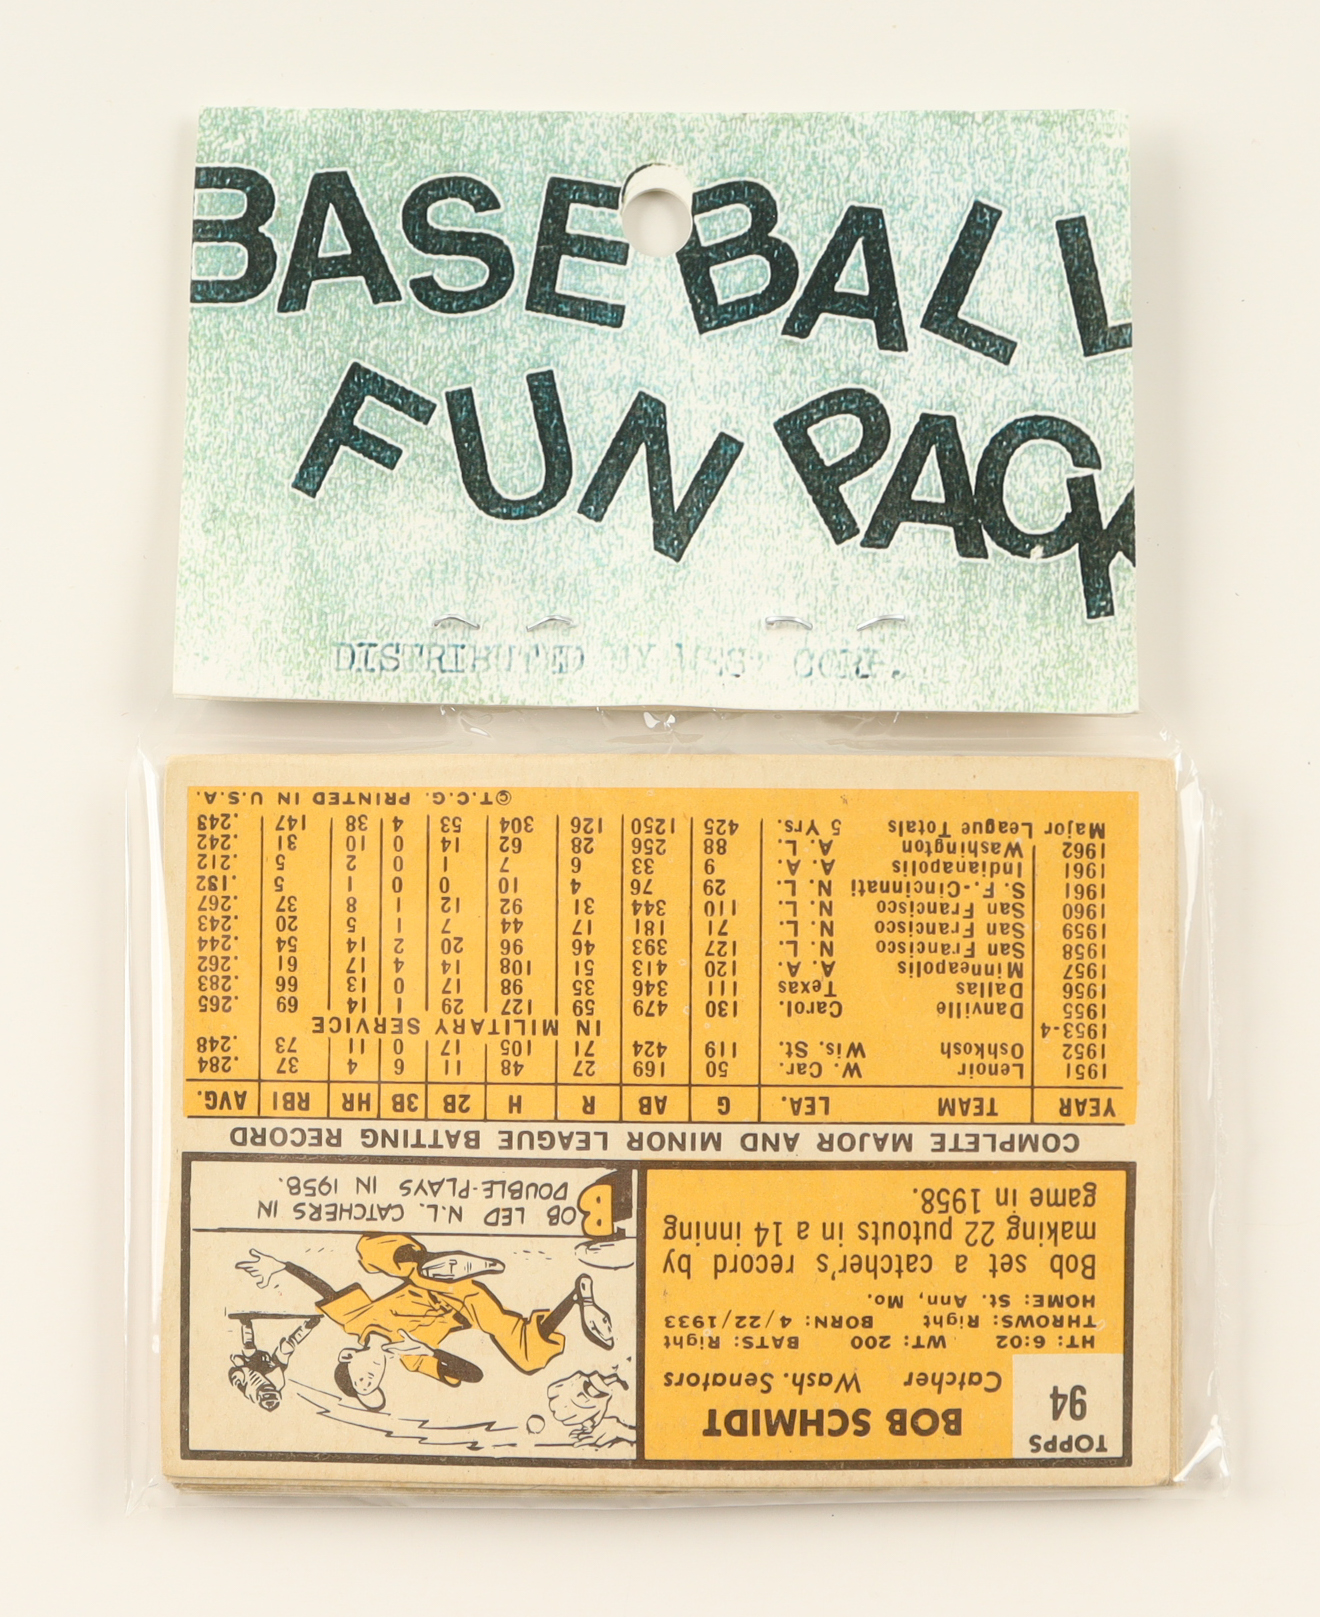 BASEBALL
FUN PACK
DISTRIBUTED BY WEST CORP.
TOPPS
94
BOB SCHMIDT
Catcher Wash. Senators
HT: 6:02 WT: 200 BATS: Right
THROWS: Right BORN: 4/22/1933
HOME: St. Ann, Mo.
Bob set a catcher's record by
making 22 putouts in a 14 inning
game in 1958.
BOB LED N.L. CATCHERS IN
DOUBLE-PLAYS IN 1958.
COMPLETE MAJOR AND MINOR LEAGUE BATTING RECORD
YEAR TEAM LEA. G AB R H 2B 3B HR RBI AVG.
1951 Lenoir W. Car. 50 169 27 48 11 6 4 37 .284
1952 Oshkosh Wis. St. 119 424 71 105 17 0 11 73 .248
1953-4 IN MILITARY SERVICE
1955 Danville Carol. 130 479 59 127 29 1 14 69 .265
1956 Dallas Texas 111 346 35 98 17 0 13 66 .283
1957 Minneapolis A. A. 120 413 51 108 14 4 17 61 .262
1958 San Francisco N. L. 127 393 46 96 20 2 14 54 .244
1959 San Francisco N. L. 71 181 17 44 7 1 5 20 .243
1960 San Francisco N. L. 110 344 31 92 12 1 8 37 .267
1961 S. F.-Cincinnati N. L. 29 76 4 10 0 0 1 5 .132
1961 Indianapolis A. A. 9 33 6 7 1 0 2 5 .212
1962 Washington A. L. 88 256 28 62 14 0 10 31 .242
Major League Totals 5 Yrs. 425 1250 126 304 53 4 38 147 .243
©T.C.G. PRINTED IN U.S.A.